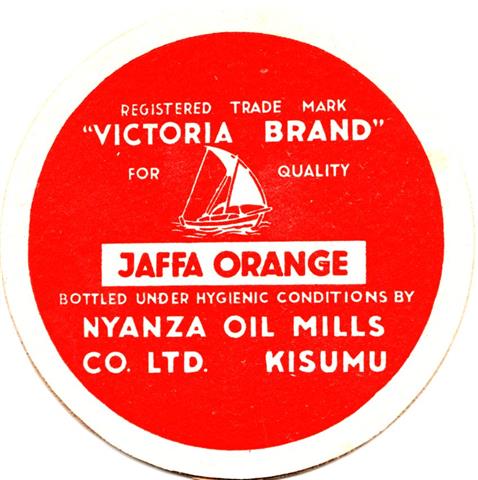 REGISTERED TRADE MARK
"VICTORIA BRAND"
FOR QUALITY
JAFFA ORANGE
BOTTLED UNDER HYGIENIC CONDITIONS BY
NYANZA OIL MILLS
CO. LTD. KISUMU